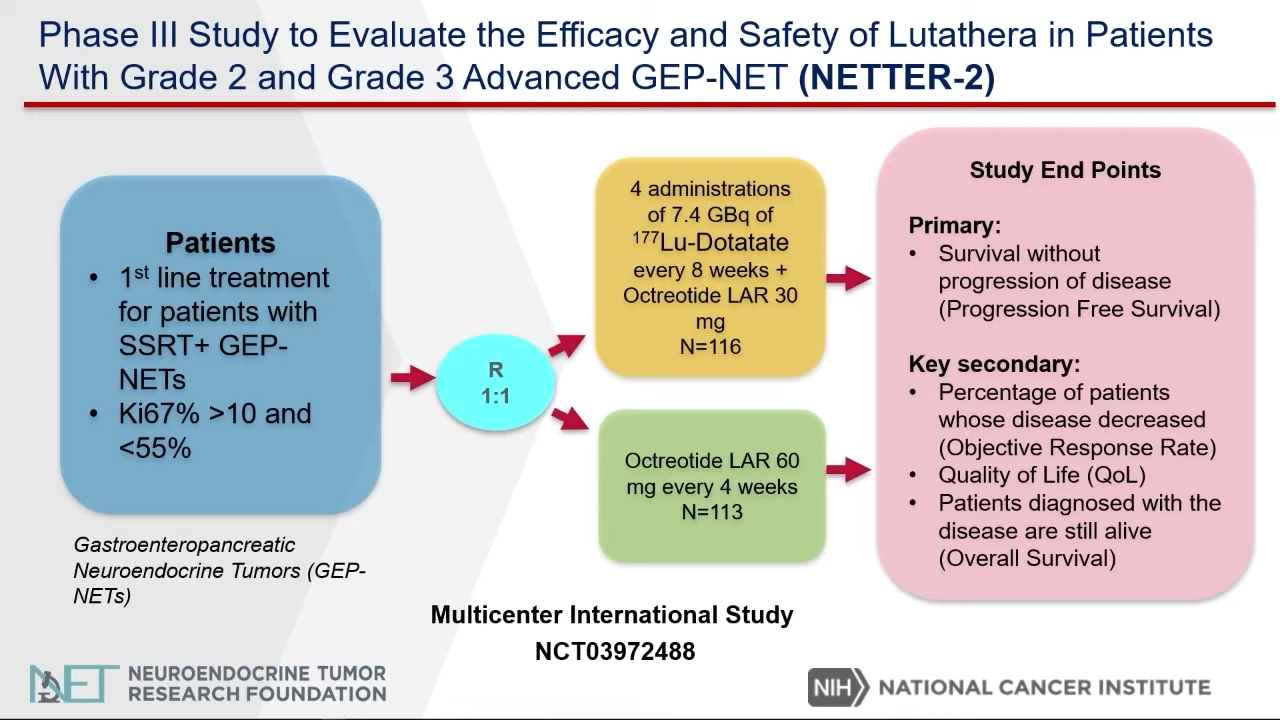 Phase III Study to Evaluate the Efficacy and Safety of Lutathera in Patients
With Grade 2 and Grade 3 Advanced GEP-NET (NETTER-2)
Patients
• 1st line treatment
for patients with
SSRT+ GEP-
NETs
• Ki67% >10 and
<55%
Gastroenteropancreatic
Neuroendocrine Tumors (GEP-
NETs)
R
1:1
4 administrations
of 7.4 GBq of
177Lu-Dotatate
every 8 weeks +
Octreotide LAR 30
mg
N=116
Octreotide LAR 60
mg every 4 weeks
N=113
Study End Points
Primary:
• Survival without
progression of disease
(Progression Free Survival)
Key secondary:
• Percentage of patients
whose disease decreased
(Objective Response Rate)
• Quality of Life (QoL)
• Patients diagnosed with the
disease are still alive
(Overall Survival)
Multicenter International Study
NCT03972488
NET
NEUROENDOCRINE TUMOR
RESEARCH FOUNDATION
NIH NATIONAL CANCER INSTITUTE